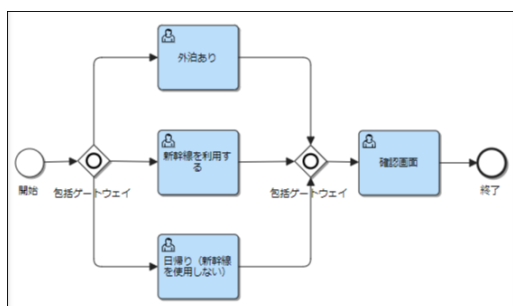 外泊あり
新幹線を利用す
る
確認画面
開始
包括ゲートウェイ
包括ゲートウェイ
終了
日帰り（新幹線
を使用しない）